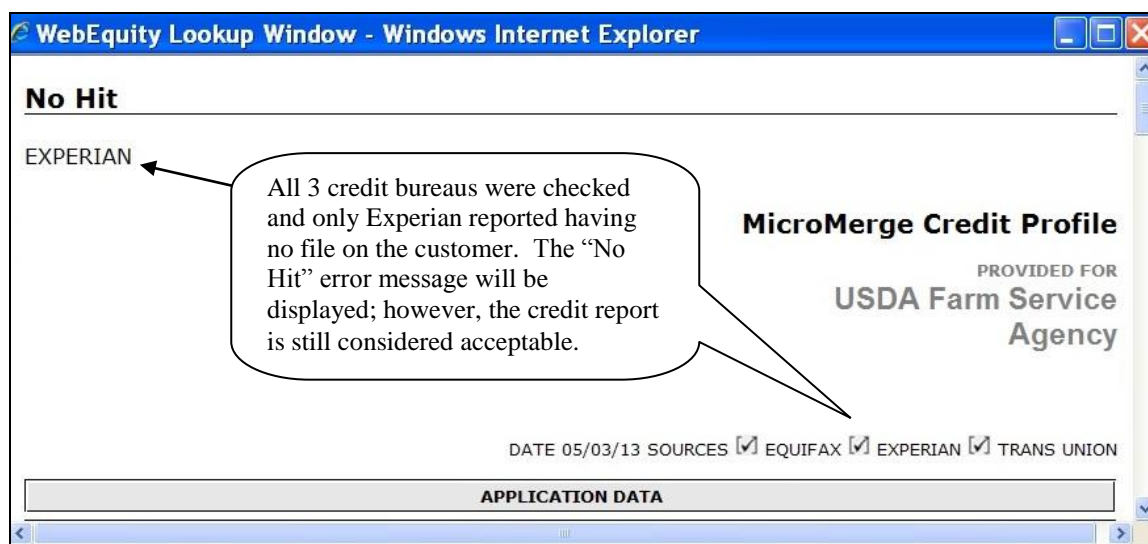 WebEquity Lookup Window - Windows Internet Explorer
No Hit
EXPERIAN
All 3 credit bureaus were checked
and only Experian reported having
no file on the customer.  The “No
Hit” error message will be
displayed; however, the credit report
is still considered acceptable.
MicroMerge Credit Profile
PROVIDED FOR
USDA Farm Service
Agency
DATE 05/03/13 SOURCES ☑ EQUIFAX ☑ EXPERIAN ☑ TRANS UNION
APPLICATION DATA